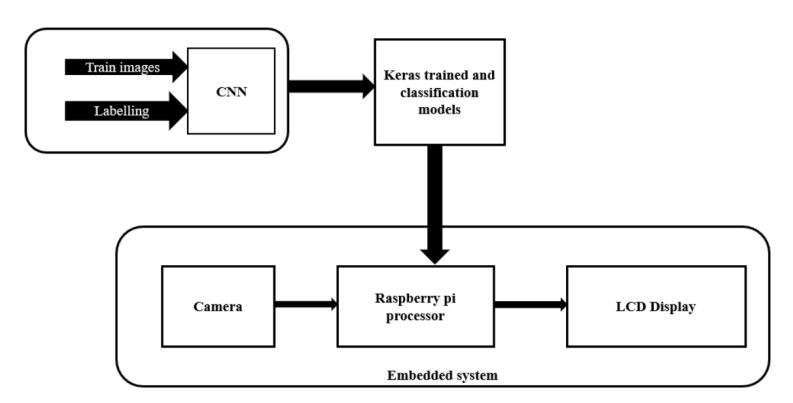 Train images
Labelling
CNN
Keras trained and
classification
models
Camera
Raspberry pi
processor
LCD Display
Embedded system